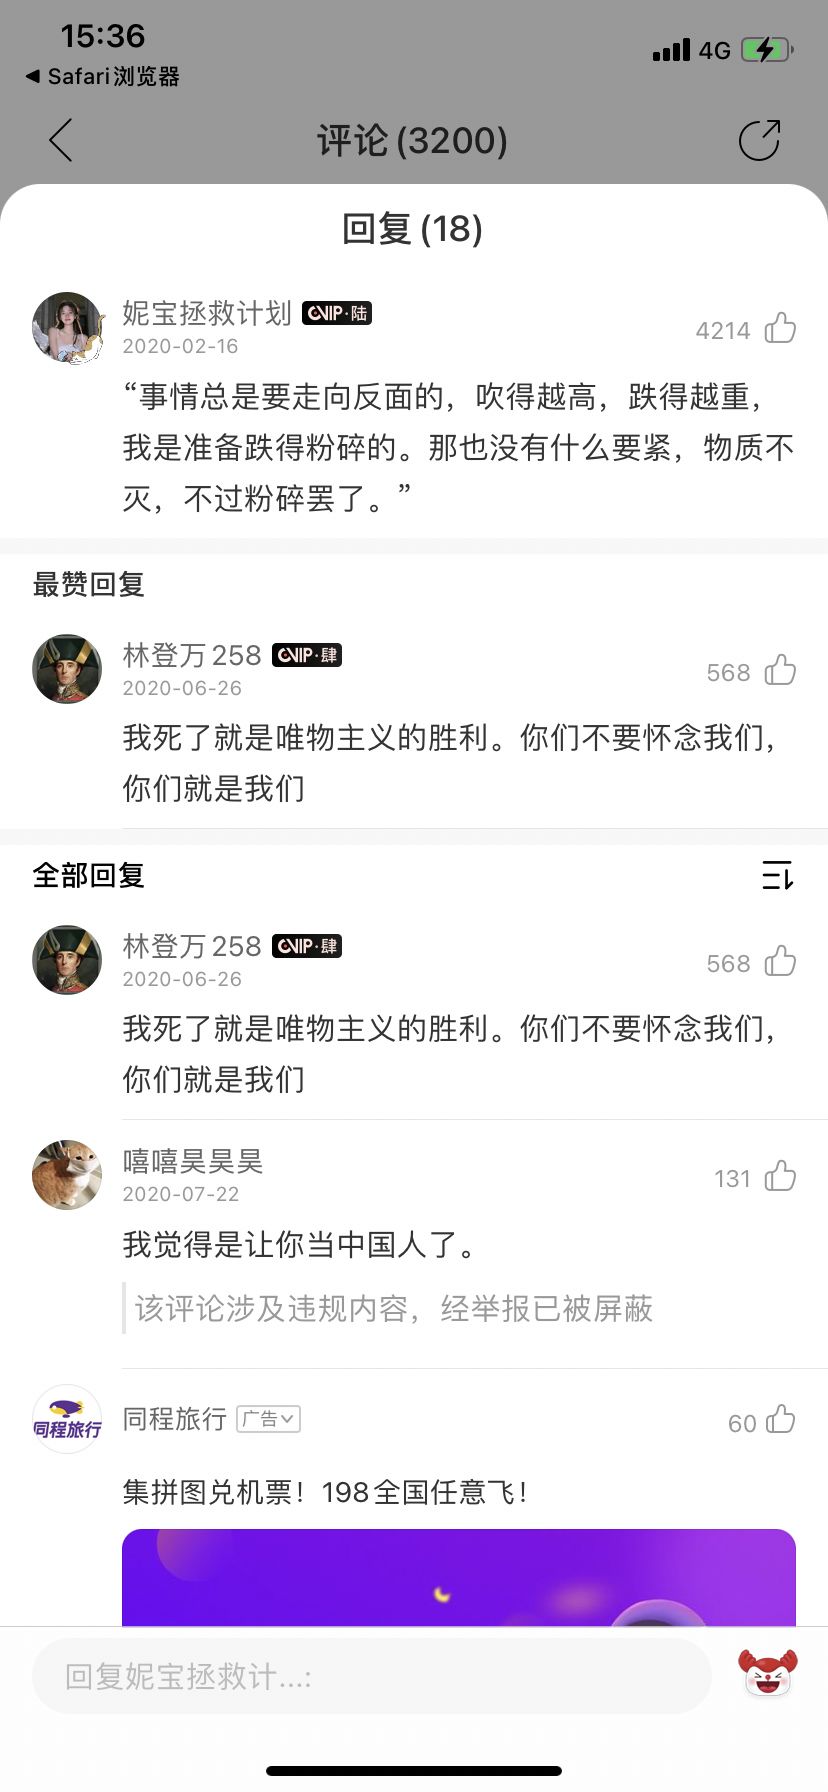 15:36
4G
◀ Safari浏览器
评论(3200)
回复(18)
妮宝拯救计划 CVIP·陆
2020-02-16
4214
“事情总是要走向反面的，吹得越高，跌得越重，
我是准备跌得粉碎的。那也没有什么要紧，物质不
灭，不过粉碎罢了。”
最赞回复
林登万258 CVIP·肆
2020-06-26
568
我死了就是唯物主义的胜利。你们不要怀念我们，
你们就是我们
全部回复
林登万258 CVIP·肆
2020-06-26
568
我死了就是唯物主义的胜利。你们不要怀念我们，
你们就是我们
嘻嘻昊昊昊
2020-07-22
131
我觉得是让你当中国人了。
该评论涉及违规内容，经举报已被屏蔽
同程旅行
同程旅行 广告
60
集拼图兑机票！198全国任意飞！
回复妮宝拯救计...: